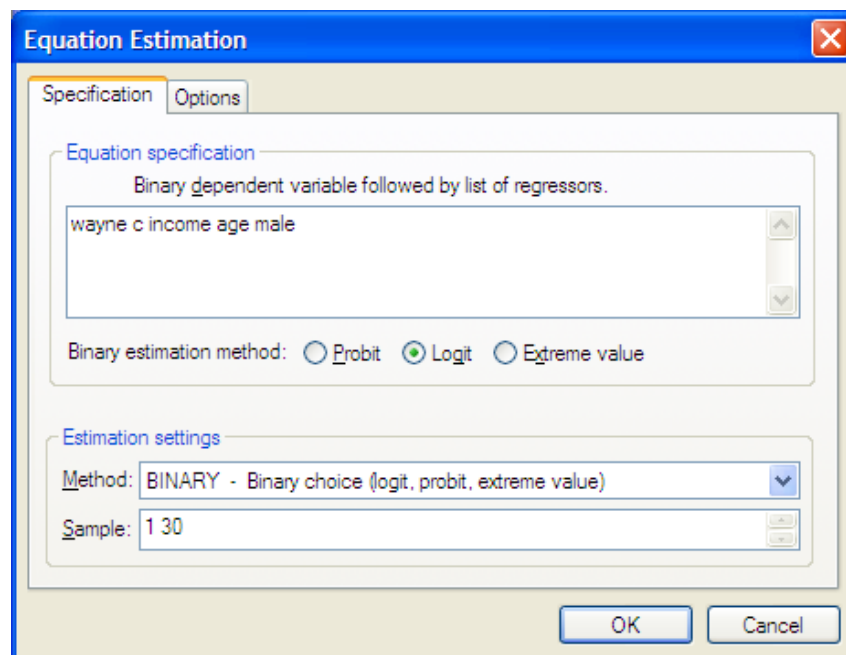 Equation Estimation
Specification
Options
Equation specification
Binary dependent variable followed by list of regressors.
wayne c income age male
Binary estimation method: Probit Logit Extreme value
Estimation settings
Method: BINARY - Binary choice (logit, probit, extreme value)
Sample: 1 30
OK Cancel